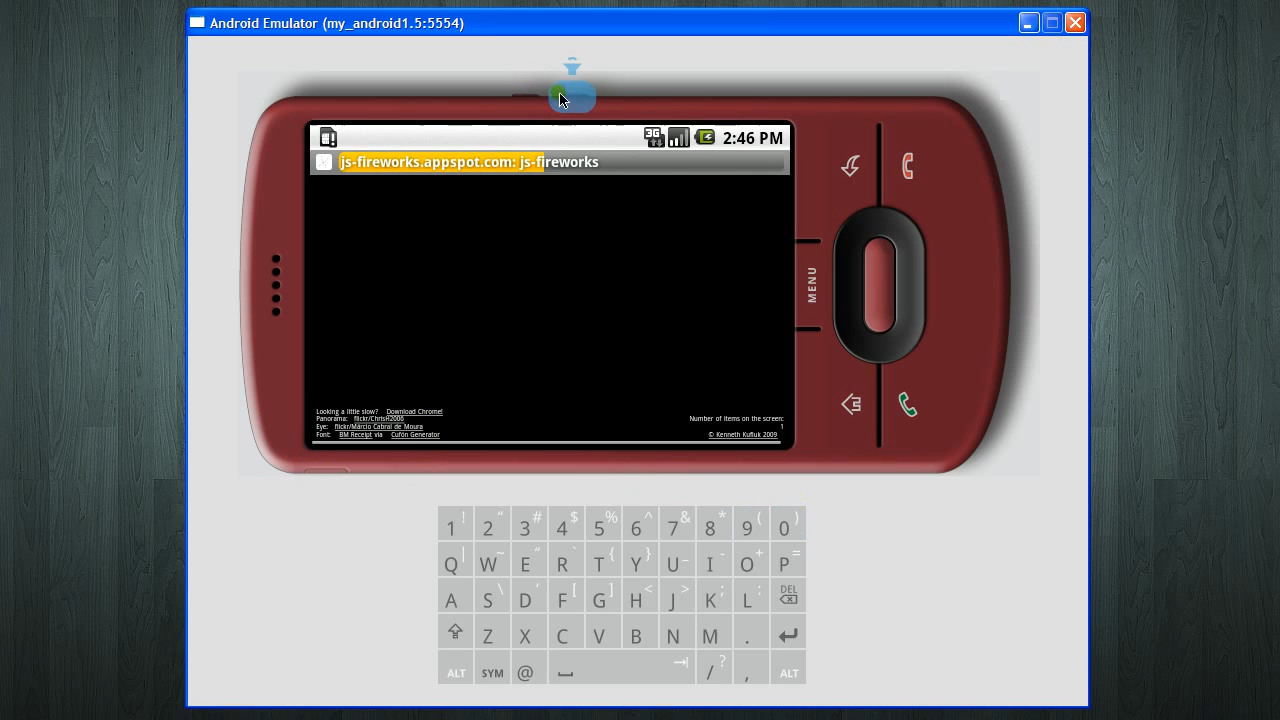 Android Emulator (my_android1.5:5554)
3G 2:46 PM
js-fireworks.appspot.com: js-fireworks
MENU
Looking a little slow? Download Chrome!
Panorama: flickr/ChrisH2006
Eye: flickr/Márcio Cabral de Moura
Font: BM Receipt via Cufón Generator
Number of items on the screen:
1
© Kenneth Kufluk 2009
1 ! 2 “ 3 # 4 $ 5 % 6 ^ 7 & 8 * 9 ( 0 )
Q | W ~ E “ R ` T { Y } U _ I - O + P =
A S \ D ‘ F [ G ] H < J > K ; L : DEL
Z X C V B N M .
ALT SYM @ / ? , ALT